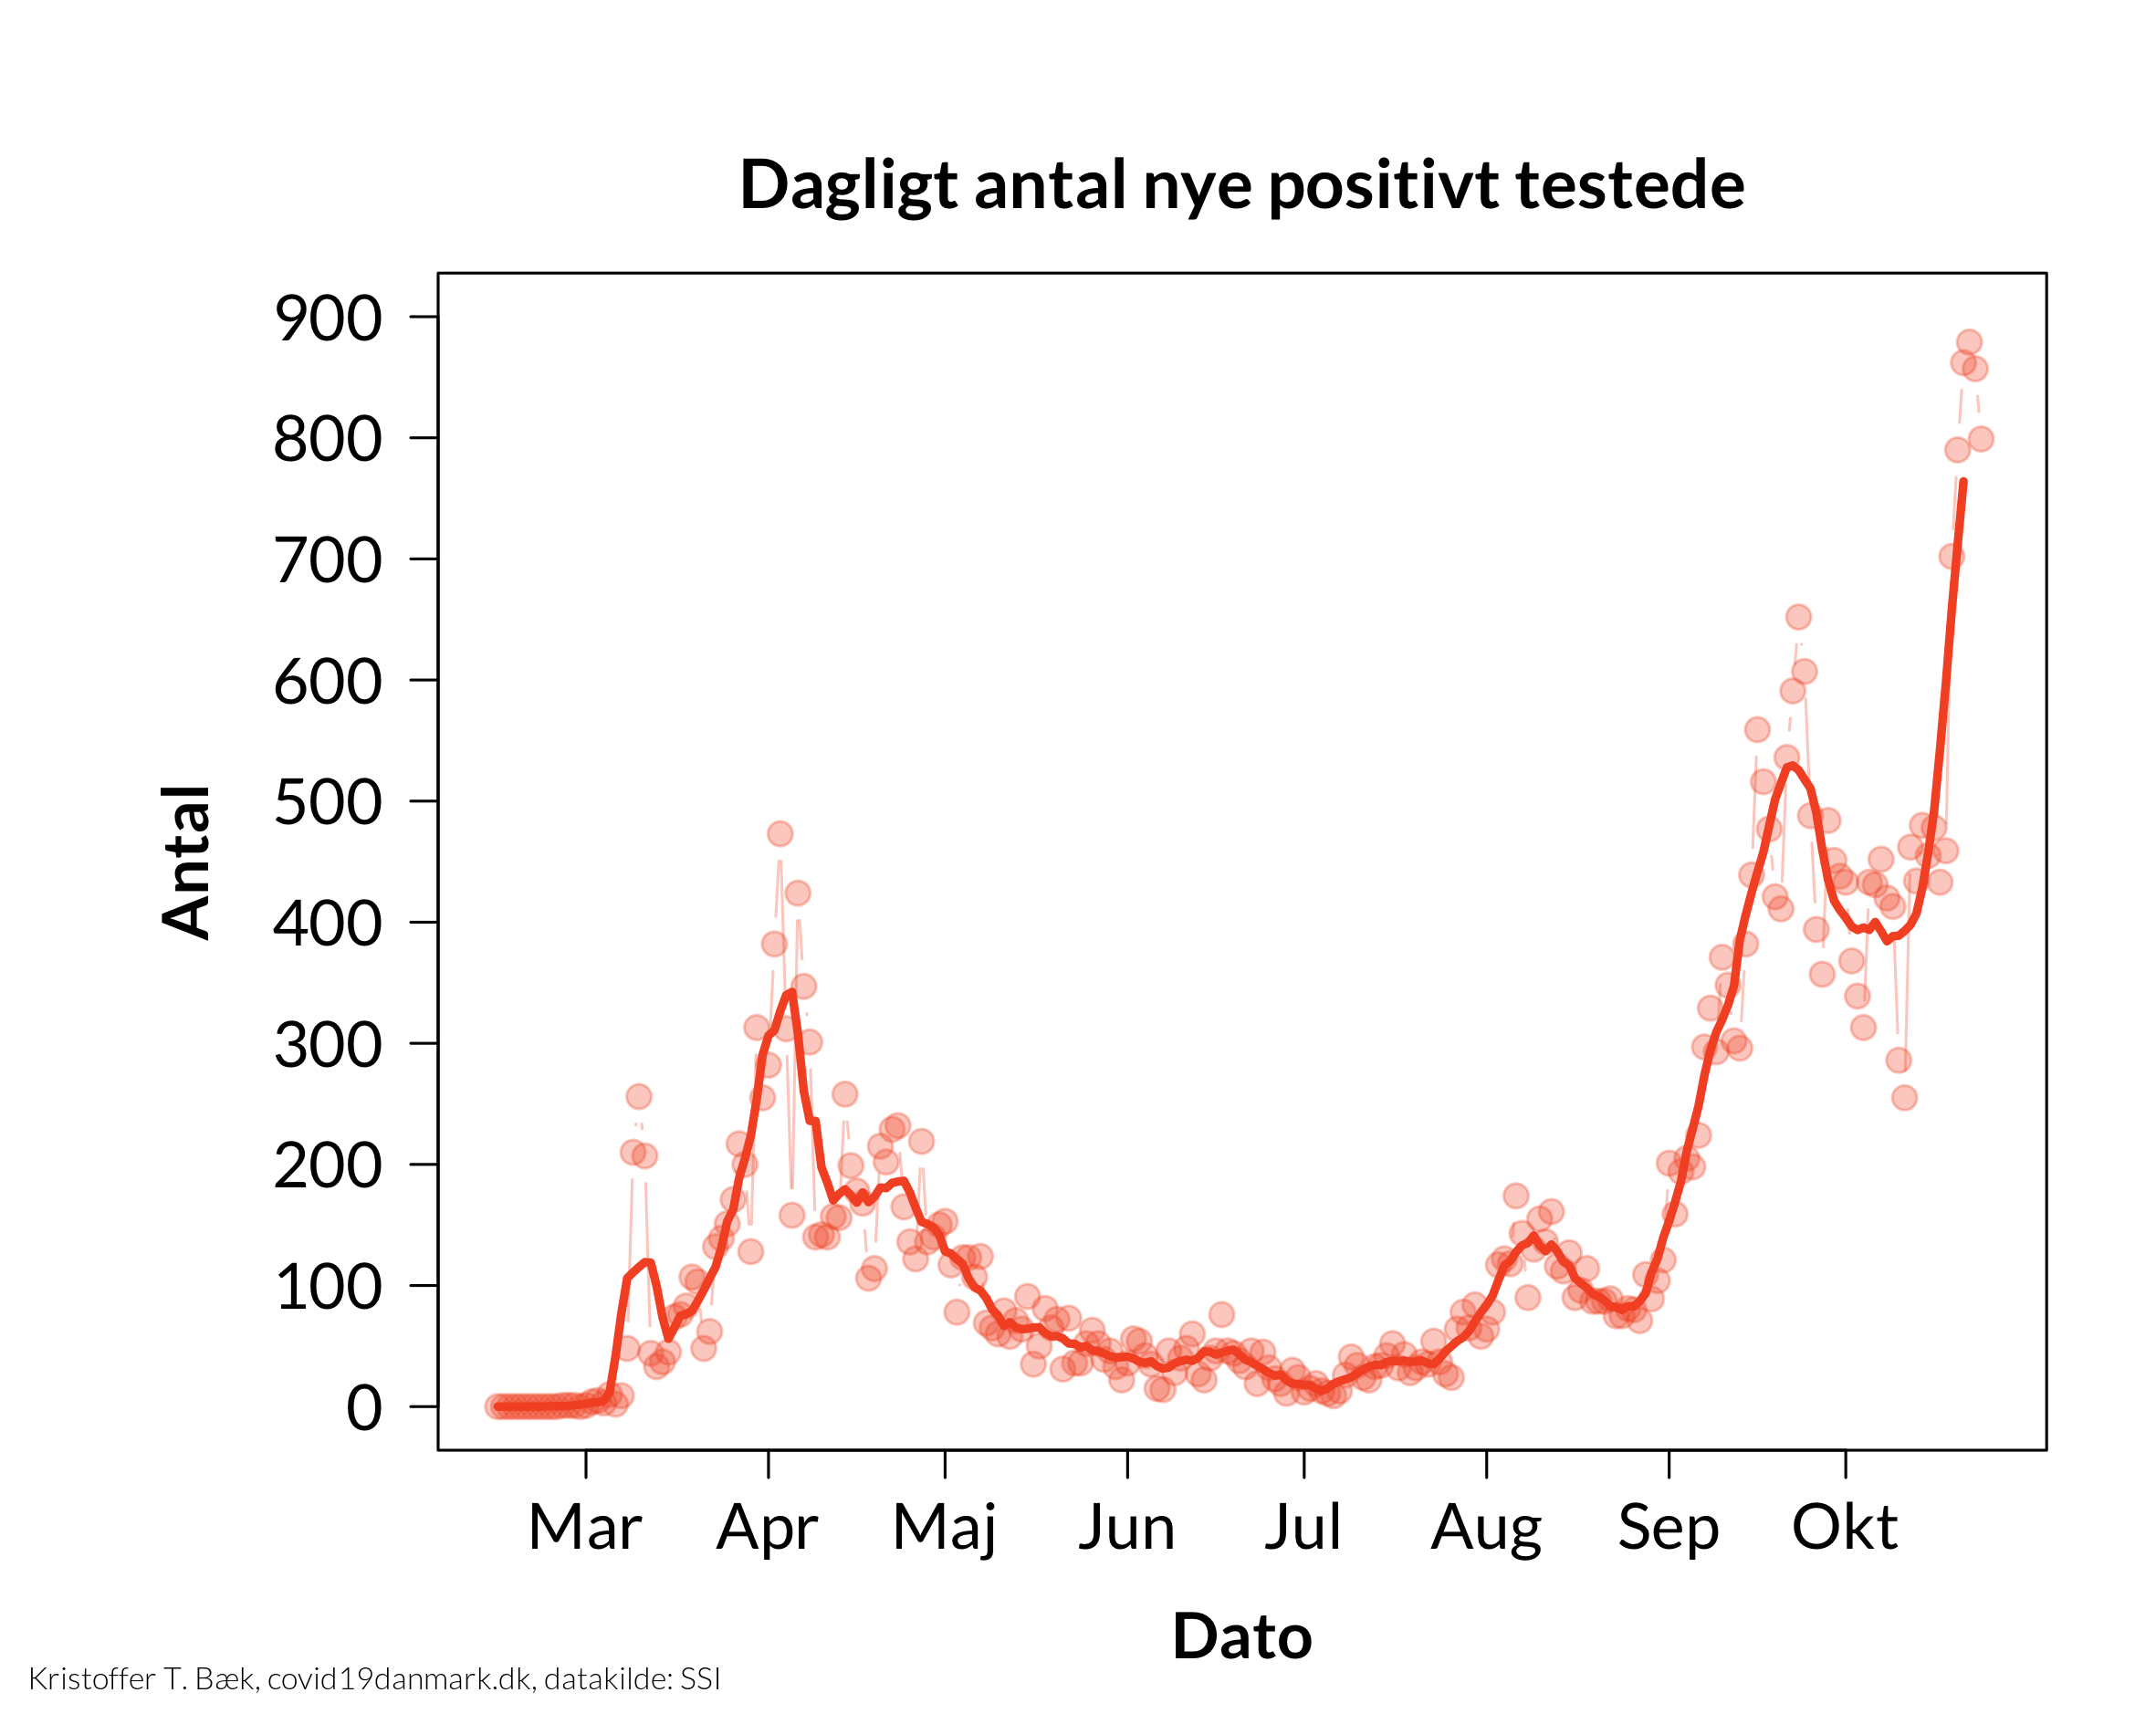 Dagligt antal nye positivt testede
900
800
700
600
500
400
300
200
100
0
Antal
Mar Apr Maj Jun Jul Aug Sep Okt
Dato
Kristoffer T. Bæk, covid19danmark.dk, datakilde: SSI